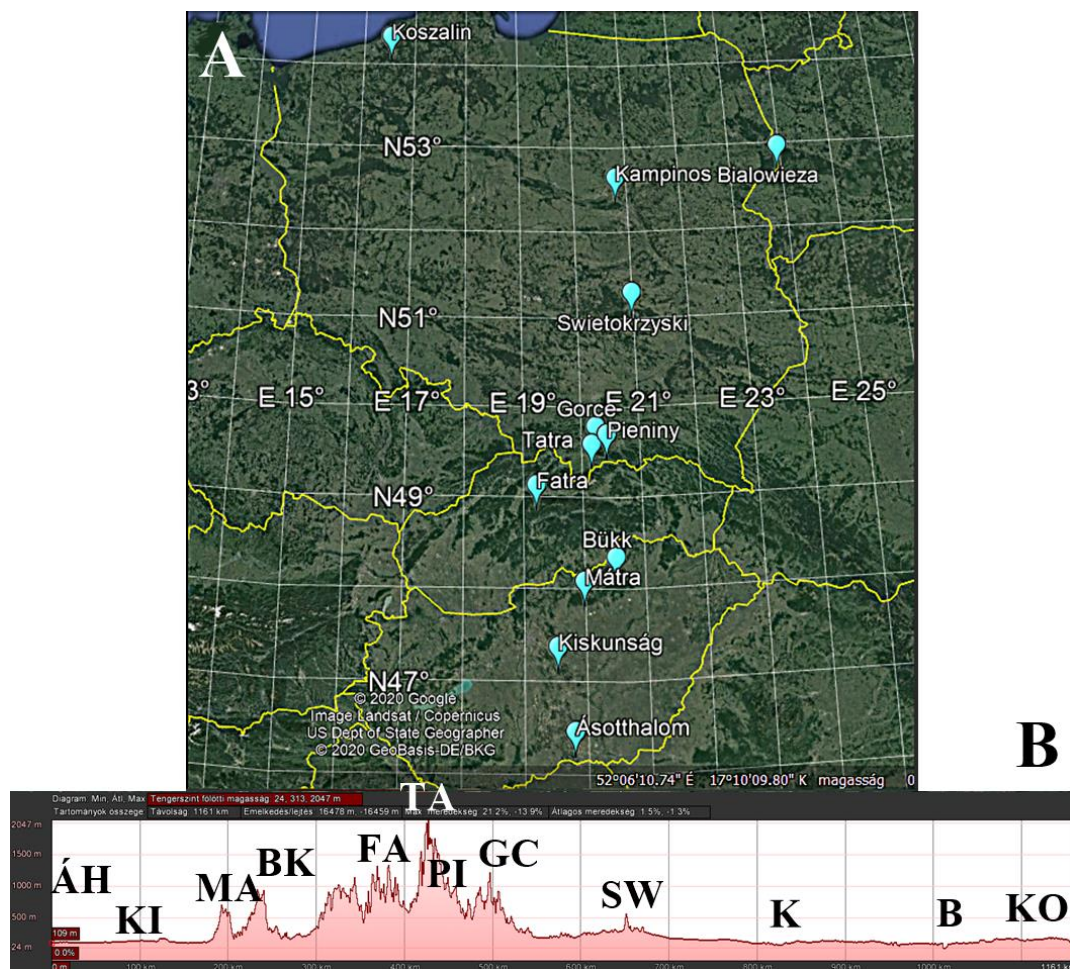 A
Koszalin
N53°
Kampinos Bialowieza
N51°
Swietokrzyski
3°
E 15°
E 17°
E 19°
E 21°
E 23°
E 25°
Gorce
Pieniny
Tatra
N49°
Fatra
Bükk
Mátra
Kiskunság
N47°
© 2020 Google
Image Landsat / Copernicus
US Dept of State Geographer
© 2020 GeoBasis-DE/BKG
Ásotthalom
52°06'10.74" É 17°10'09.80" K magasság 0
B
Diagram Min, Átl, Max Tengerszint fölötti magasság 24, 313, 2047 m
Tartományok összege: Távolság: 1161 km Emelkedés/lejtés 16478 m, -16459 m Max. meredekség 21.2%, -13.9% Átlagos meredekség 1.5%, -1.3%
TA
2047 m
1500 m
1000 m
500 m
24 m
ÁH
KI
MA
BK
FA
PI
GC
SW
K
B
KO
109 m
0.0%
0 m
100 km
200 km
300 km
400 km
500 km
600 km
700 km
800 km
900 km
1000 km
1161 km